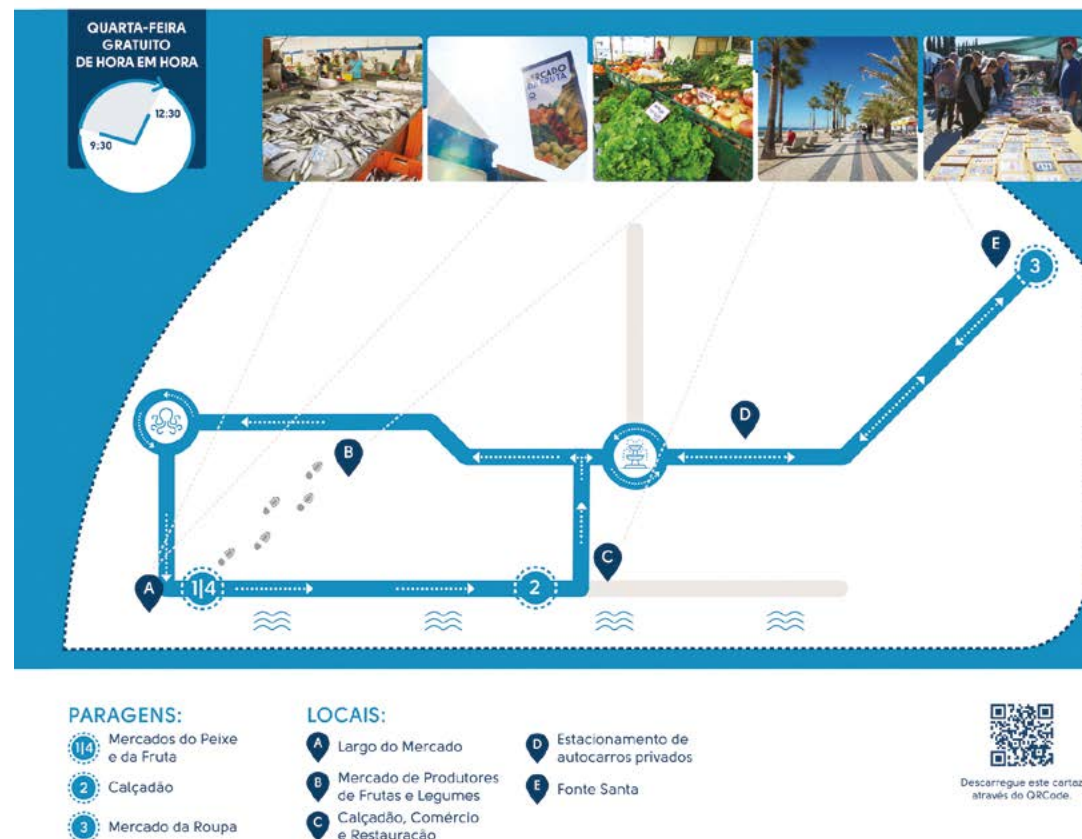 QUARTA-FEIRA
GRATUITO
DE HORA EM HORA
12:30
9:30
MERCADO
DA FRUTA
E
3
D
B
C
A
1|4
2
PARAGENS:
1|4 Mercados do Peixe
e da Fruta
2 Calçadão
3 Mercado da Roupa
LOCAIS:
A Largo do Mercado
B Mercado de Produtores
de Frutas e Legumes
C Calçadão, Comércio
e Restauração
D Estacionamento de
autocarros privados
E Fonte Santa
Descarregue este cartaz
através do QRCode.